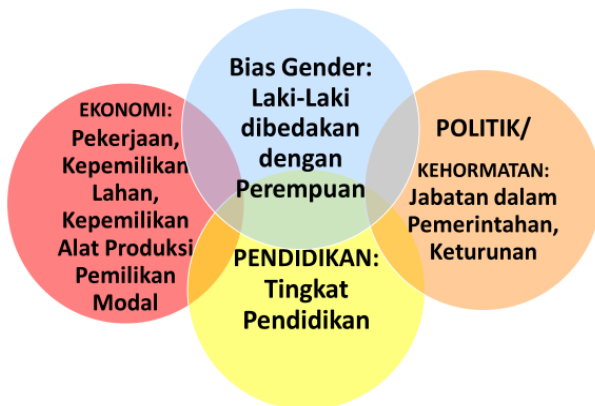 Bias Gender:
Laki-Laki
dibedakan
dengan
Perempuan
EKONOMI:
Pekerjaan,
Kepemilikan
Lahan,
Kepemilikan
Alat Produksi
Pemilikan
Modal
POLITIK/
KEHORMATAN:
Jabatan dalam
Pemerintahan,
Keturunan
PENDIDIKAN:
Tingkat
Pendidikan